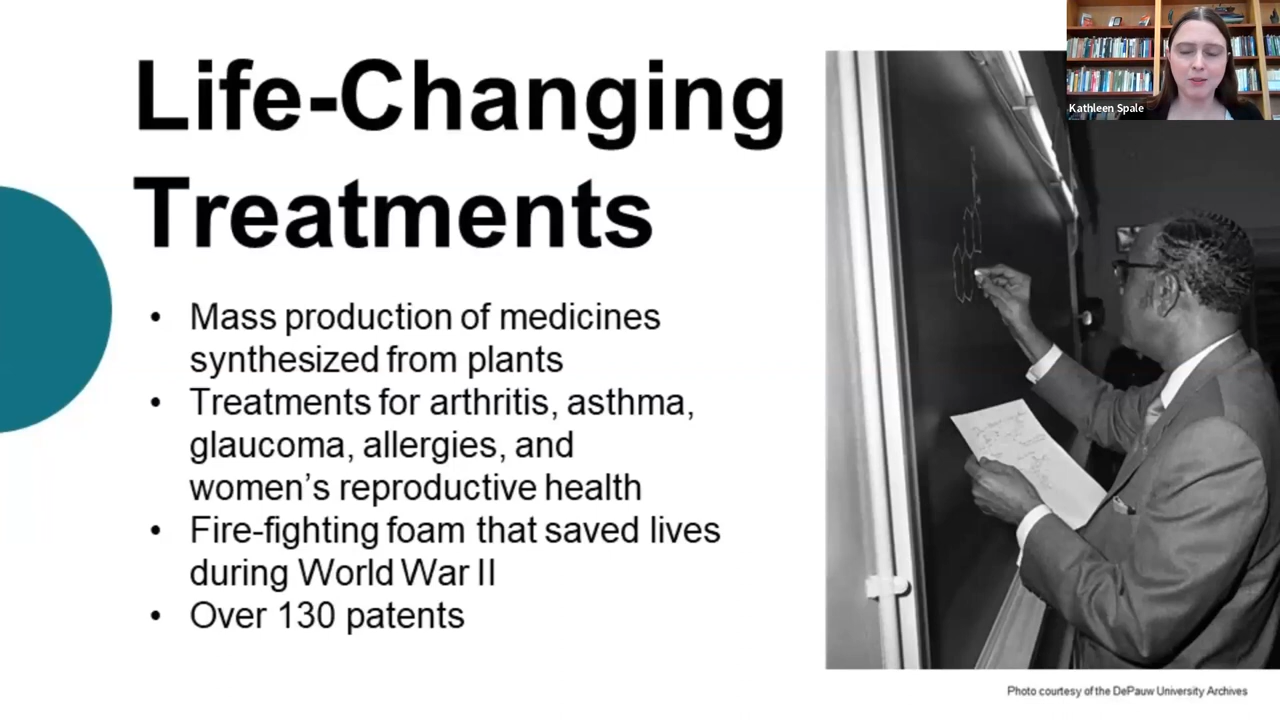 Life-Changing
Treatments
• Mass production of medicines
synthesized from plants
• Treatments for arthritis, asthma,
glaucoma, allergies, and
women’s reproductive health
• Fire-fighting foam that saved lives
during World War II
• Over 130 patents
Kathleen Spale
Photo courtesy of the DePauw University Archives